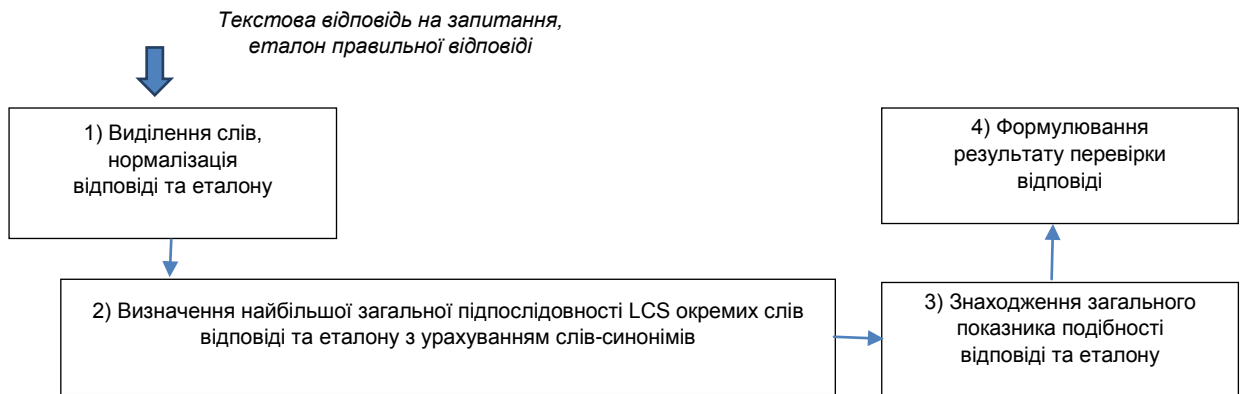 Текстова відповідь на запитання,
еталон правильної відповіді
1) Виділення слів,
нормалізація
відповіді та еталону
2) Визначення найбільшої загальної підпослідовності LCS окремих слів
відповіді та еталону з урахуванням слів-синонімів
3) Знаходження загального
показника подібності
відповіді та еталону
4) Формулювання
результату перевірки
відповіді